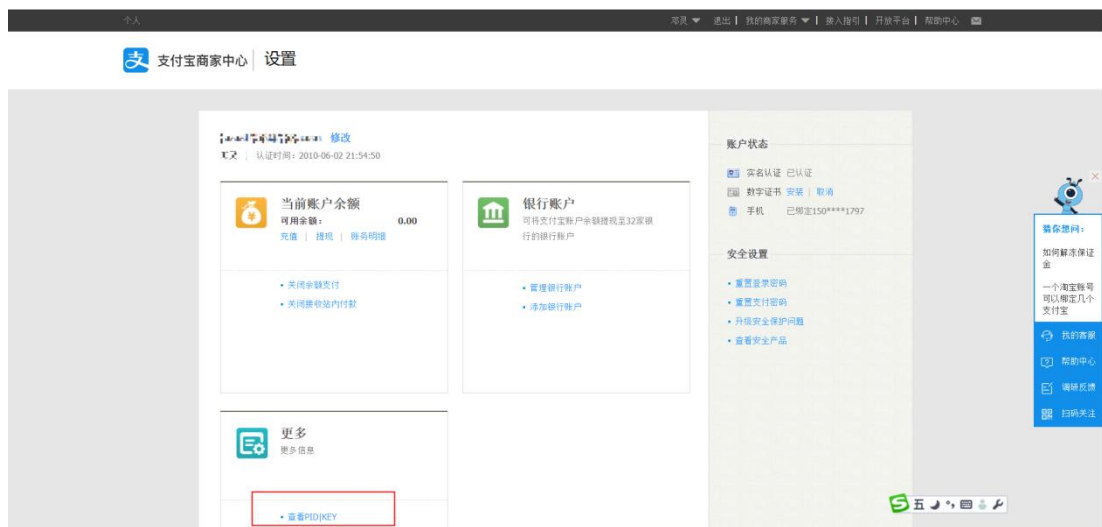 个人
邓灵 退出 | 我的商家服务 | 接入指引 | 开放平台 | 帮助中心
支付宝商家中心 | 设置
修改
认证时间：2010-06-02 21:54:50
当前账户余额
可用余额： 0.00
充值 | 提现 | 账务明细
• 关闭余额支付
• 关闭接收站内付款
银行账户
可将支付宝账户余额提现至32家银
行的银行账户
• 管理银行账户
• 添加银行账户
更多
更多信息
• 查看PID|KEY
账户状态
实名认证 已认证
数字证书 安装 | 取消
手机 已绑定150****1797
安全设置
• 重置登录密码
• 重置支付密码
• 升级安全保护问题
• 查看安全产品
猜你想问：
如何解冻保证
金
一个淘宝账号
可以绑定几个
支付宝
我的客服
帮助中心
调研反馈
扫码关注
五